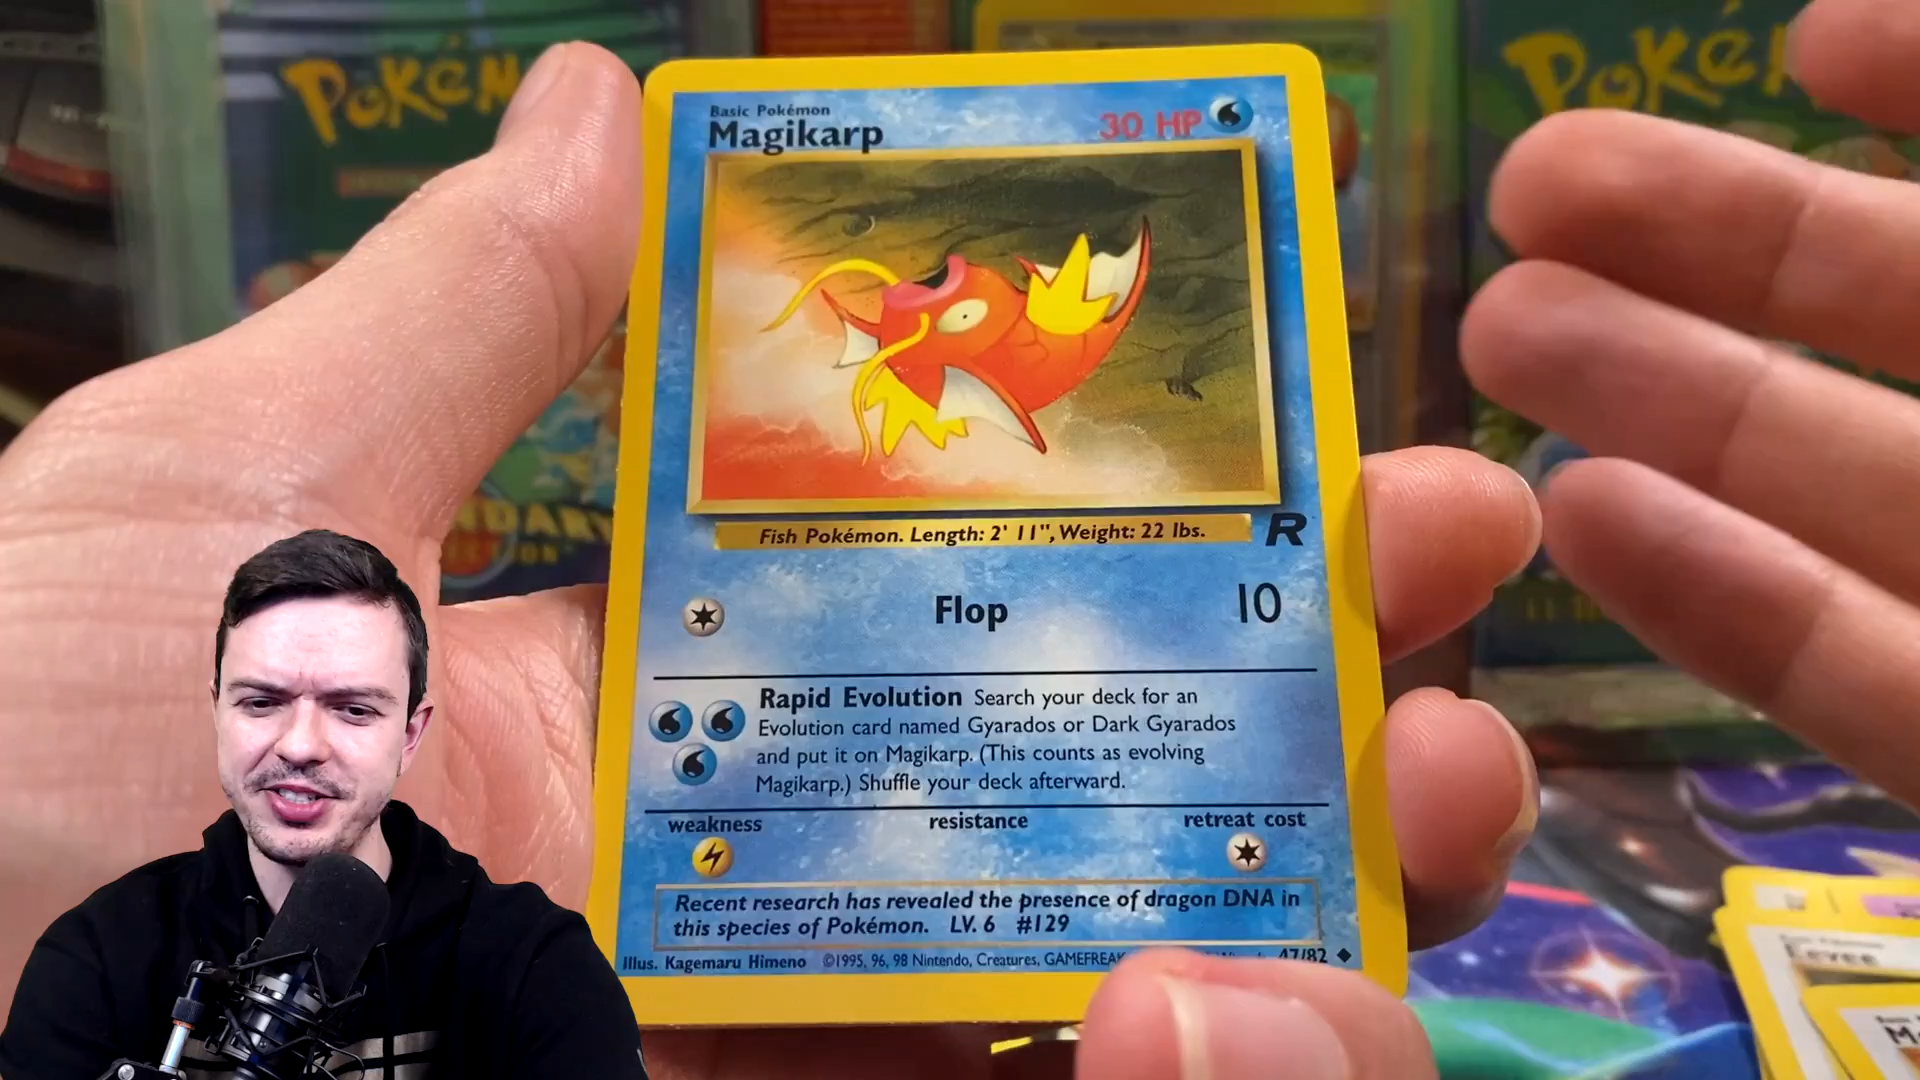 POKéM
POKé
Basic Pokémon
Magikarp
30 HP
Fish Pokémon. Length: 2' 11", Weight: 22 lbs.
R
Flop
10
Rapid Evolution Search your deck for an
Evolution card named Gyarados or Dark Gyarados
and put it on Magikarp. (This counts as evolving
Magikarp.) Shuffle your deck afterward.
weakness
resistance
retreat cost
Recent research has revealed the presence of dragon DNA in
this species of Pokémon. LV. 6 #129
Illus. Kagemaru Himeno ©1995, 96, 98 Nintendo, Creatures, GAMEFREAK
47/82
Eevee